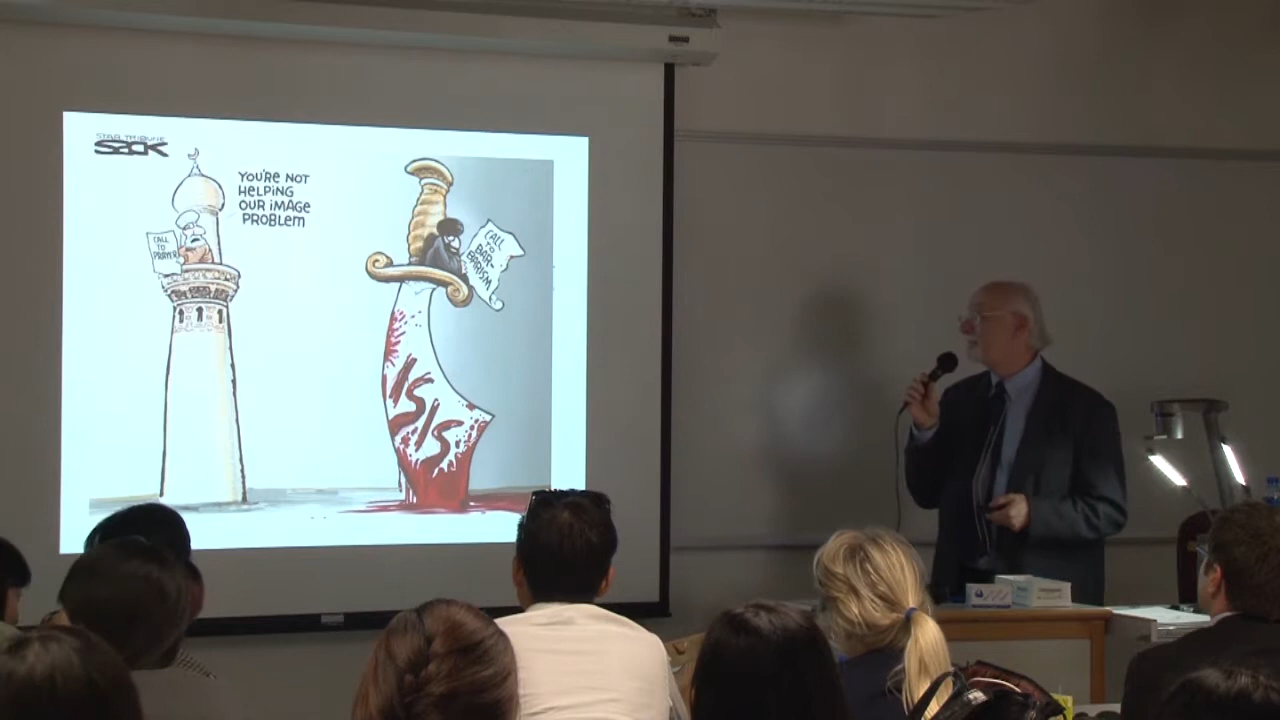 STAR TRIBUNE
SACK
YOU'RE NOT
HELPING
OUR IMAGE
PROBLEM
CALL
TO
PRAYER
CALL
TO
BAR-
BARISM
ISIS